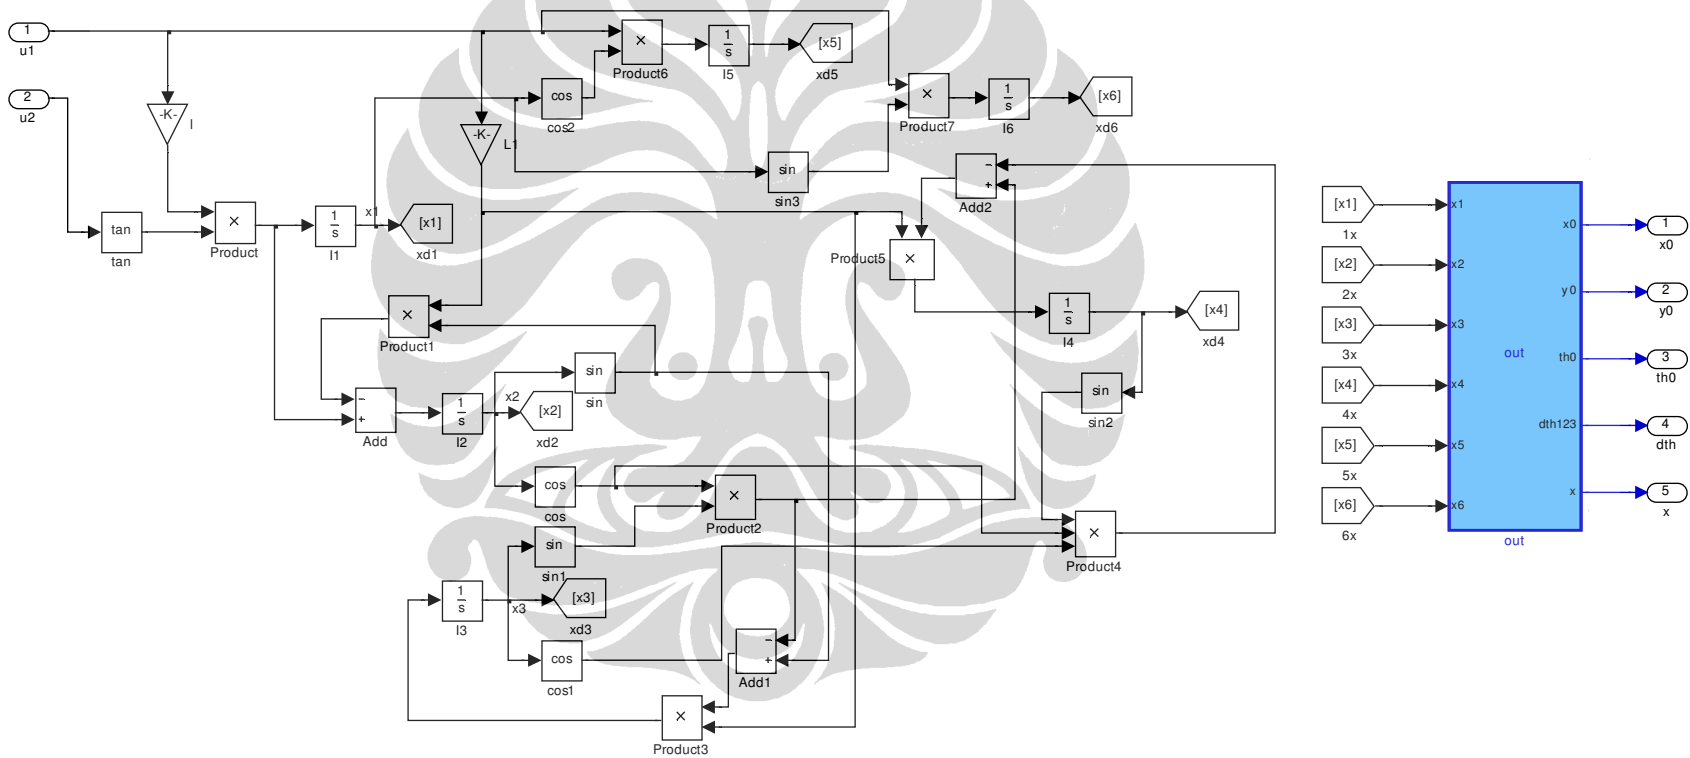 1
u1
2
u2
-K-
l
tan
tan
×
Product
1
s
I1
x1
[x1]
xd1
cos
cos2
-K-
L1
×
Product6
1
s
I5
[x5]
xd5
sin
sin3
×
Product7
1
s
I6
[x6]
xd6
−
+
Add2
×
Product5
1
s
I4
[x4]
xd4
sin
sin2
×
Product1
−
+
Add
1
s
I2
x2
[x2]
xd2
sin
sin
cos
cos
×
Product2
sin
sin1
1
s
I3
x3
[x3]
xd3
cos
cos1
−
+
Add1
×
Product3
×
Product4
[x1]
1x
[x2]
2x
[x3]
3x
[x4]
4x
[x5]
5x
[x6]
6x
x1
x2
x3
x4
x5
x6
out
x0
y0
th0
dth123
x
out
1
x0
2
y0
3
th0
4
dth
5
x